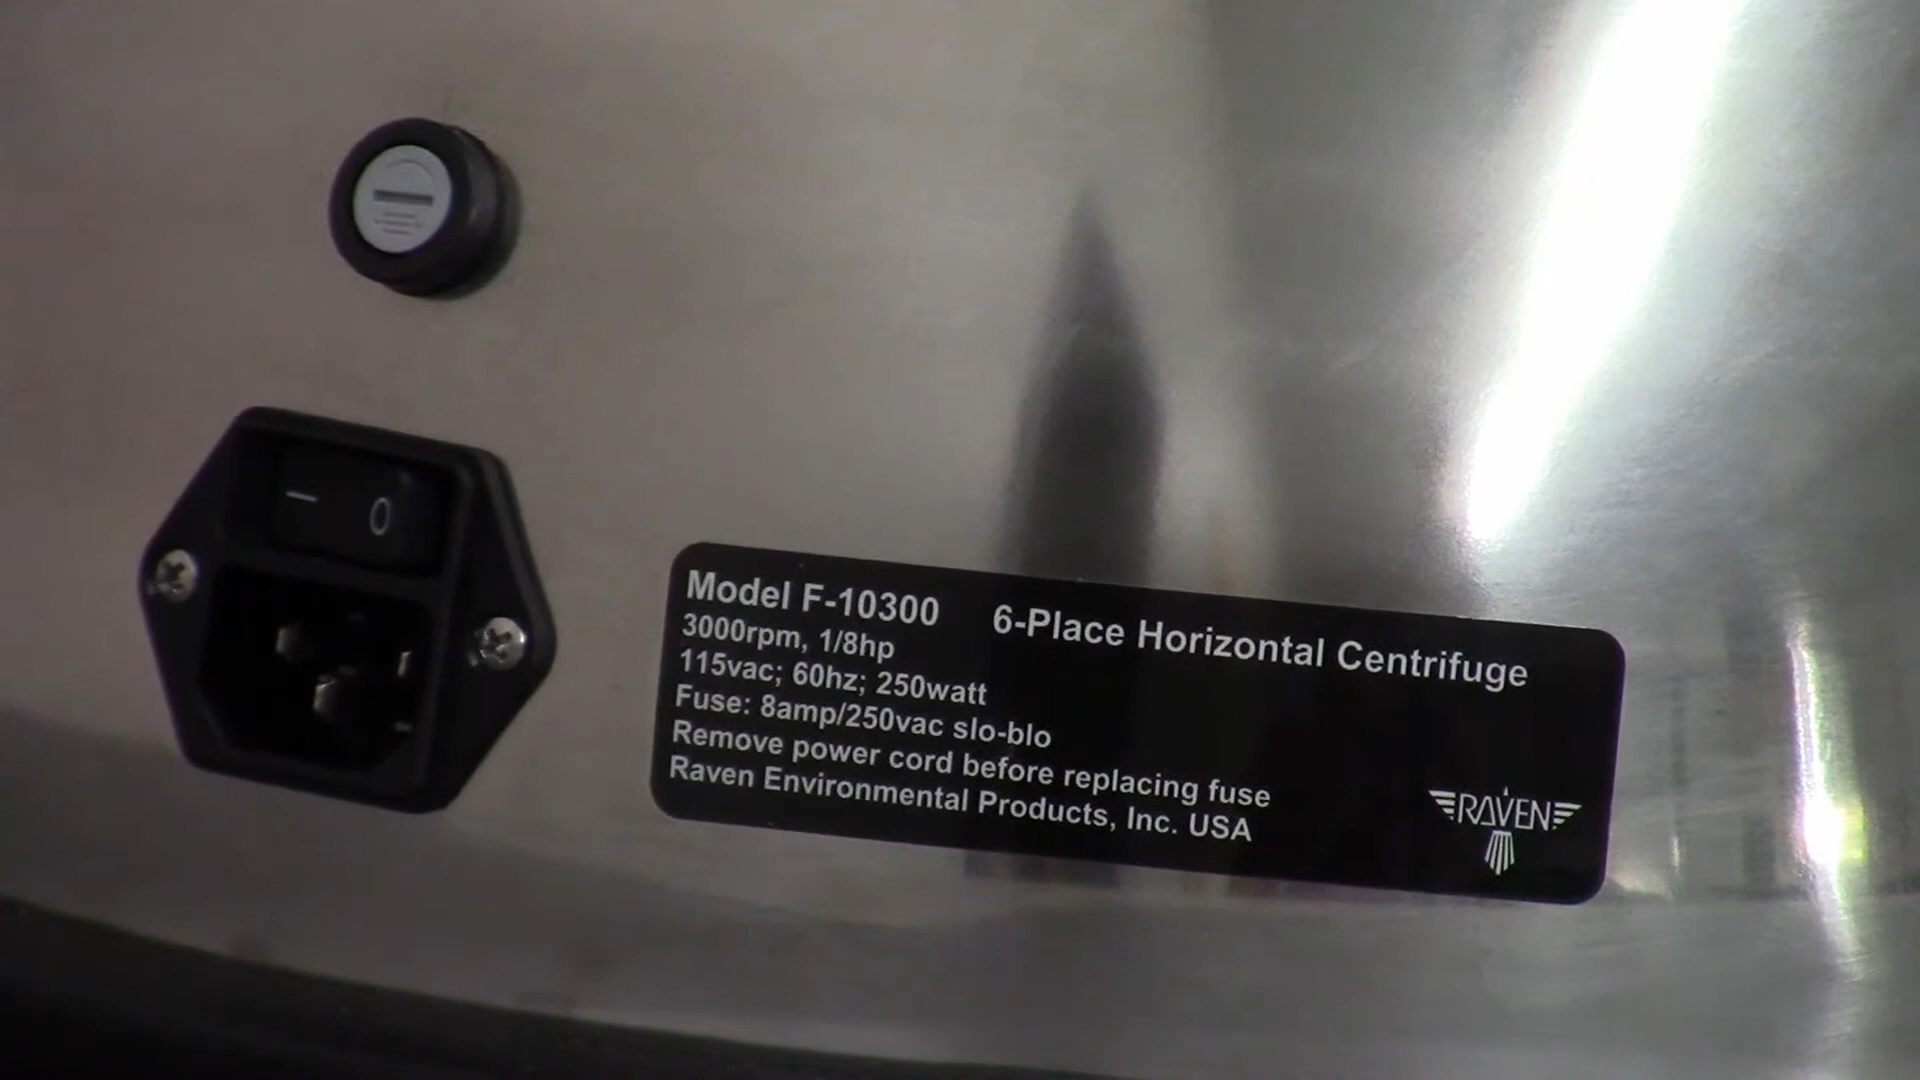 — 0
Model F-10300 6-Place Horizontal Centrifuge
3000rpm, 1/8hp
115vac; 60hz; 250watt
Fuse: 8amp/250vac slo-blo
Remove power cord before replacing fuse
Raven Environmental Products, Inc. USA
RAVEN